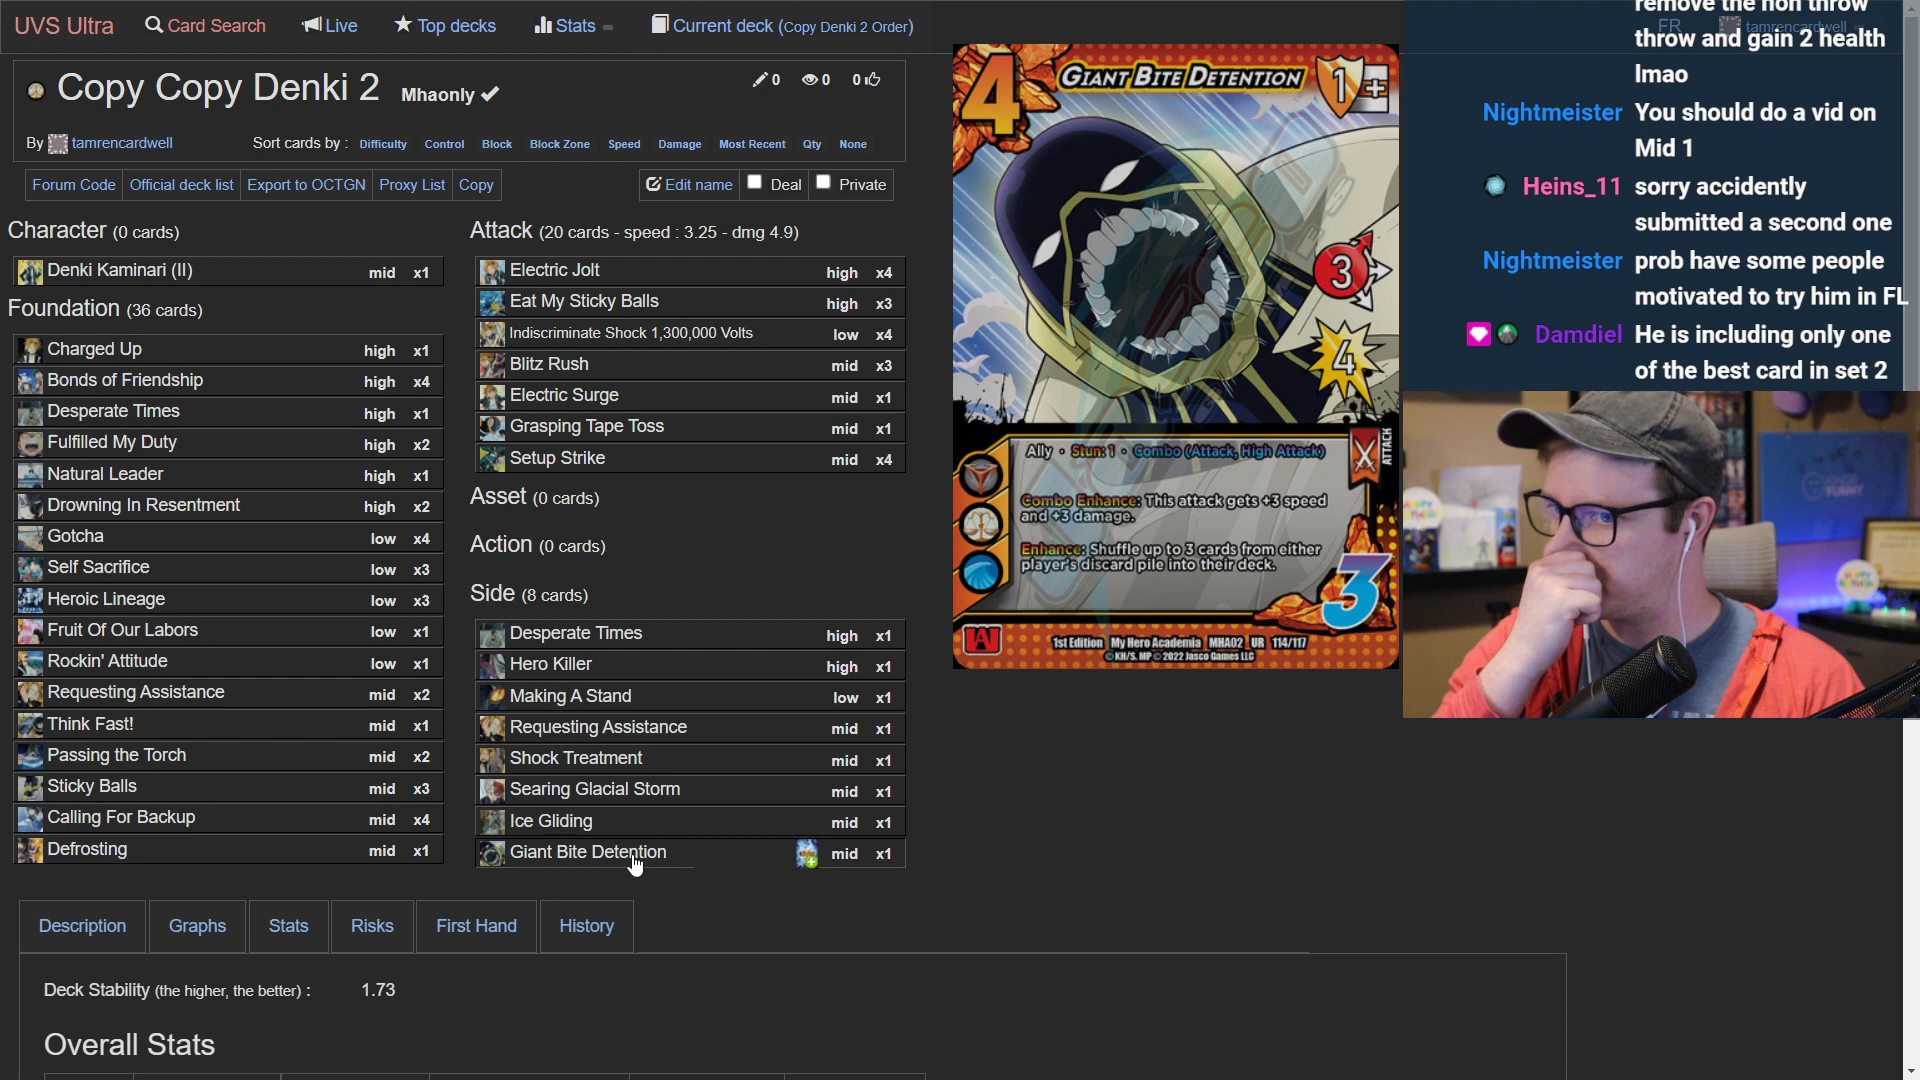 UVS Ultra
Card Search
Live
Top decks
Stats
Current deck (Copy Denki 2 Order)
FR
tamrencardwell
Copy Copy Denki 2 Mhaonly
0 0 0
By tamrencardwell
Sort cards by : Difficulty Control Block Block Zone Speed Damage Most Recent Qty None
Forum Code Official deck list Export to OCTGN Proxy List Copy
Edit name Deal Private
Character (0 cards)
Denki Kaminari (II) mid x1
Foundation (36 cards)
Charged Up high x1
Bonds of Friendship high x4
Desperate Times high x1
Fulfilled My Duty high x2
Natural Leader high x1
Drowning In Resentment high x2
Gotcha low x4
Self Sacrifice low x3
Heroic Lineage low x3
Fruit Of Our Labors low x1
Rockin' Attitude low x1
Requesting Assistance mid x2
Think Fast! mid x1
Passing the Torch mid x2
Sticky Balls mid x3
Calling For Backup mid x4
Defrosting mid x1
Attack (20 cards - speed : 3.25 - dmg 4.9)
Electric Jolt high x4
Eat My Sticky Balls high x3
Indiscriminate Shock 1,300,000 Volts low x4
Blitz Rush mid x3
Electric Surge mid x1
Grasping Tape Toss mid x1
Setup Strike mid x4
Asset (0 cards)
Action (0 cards)
Side (8 cards)
Desperate Times high x1
Hero Killer high x1
Making A Stand low x1
Requesting Assistance mid x1
Shock Treatment mid x1
Searing Glacial Storm mid x1
Ice Gliding mid x1
Giant Bite Detention mid x1
Description Graphs Stats Risks First Hand History
Deck Stability (the higher, the better) : 1.73
Overall Stats
4
Giant Bite Detention
1+
3
4
Attack
Ally • Stun: 1 • Combo (Attack, High Attack)
Combo Enhance: This attack gets +3 speed
and +3 damage.
Enhance: Shuffle up to 3 cards from either
player's discard pile into their deck.
3
1st Edition My Hero Academia MHA02 UR 114/117
©KH/S. MP © 2022 Jasco Games LLC
remove the non throw
throw and gain 2 health
lmao
Nightmeister You should do a vid on
Mid 1
Heins_11 sorry accidently
submitted a second one
Nightmeister prob have some people
motivated to try him in FL
Damdiel He is including only one
of the best card in set 2